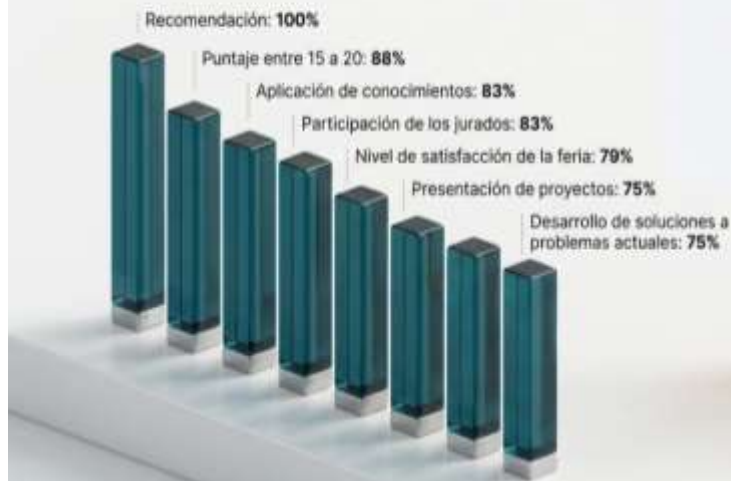 Recomendación: 100%
Puntaje entre 15 a 20: 88%
Aplicación de conocimientos: 83%
Participación de los jurados: 83%
Nivel de satisfacción de la feria: 79%
Presentación de proyectos: 75%
Desarrollo de soluciones a
problemas actuales: 75%